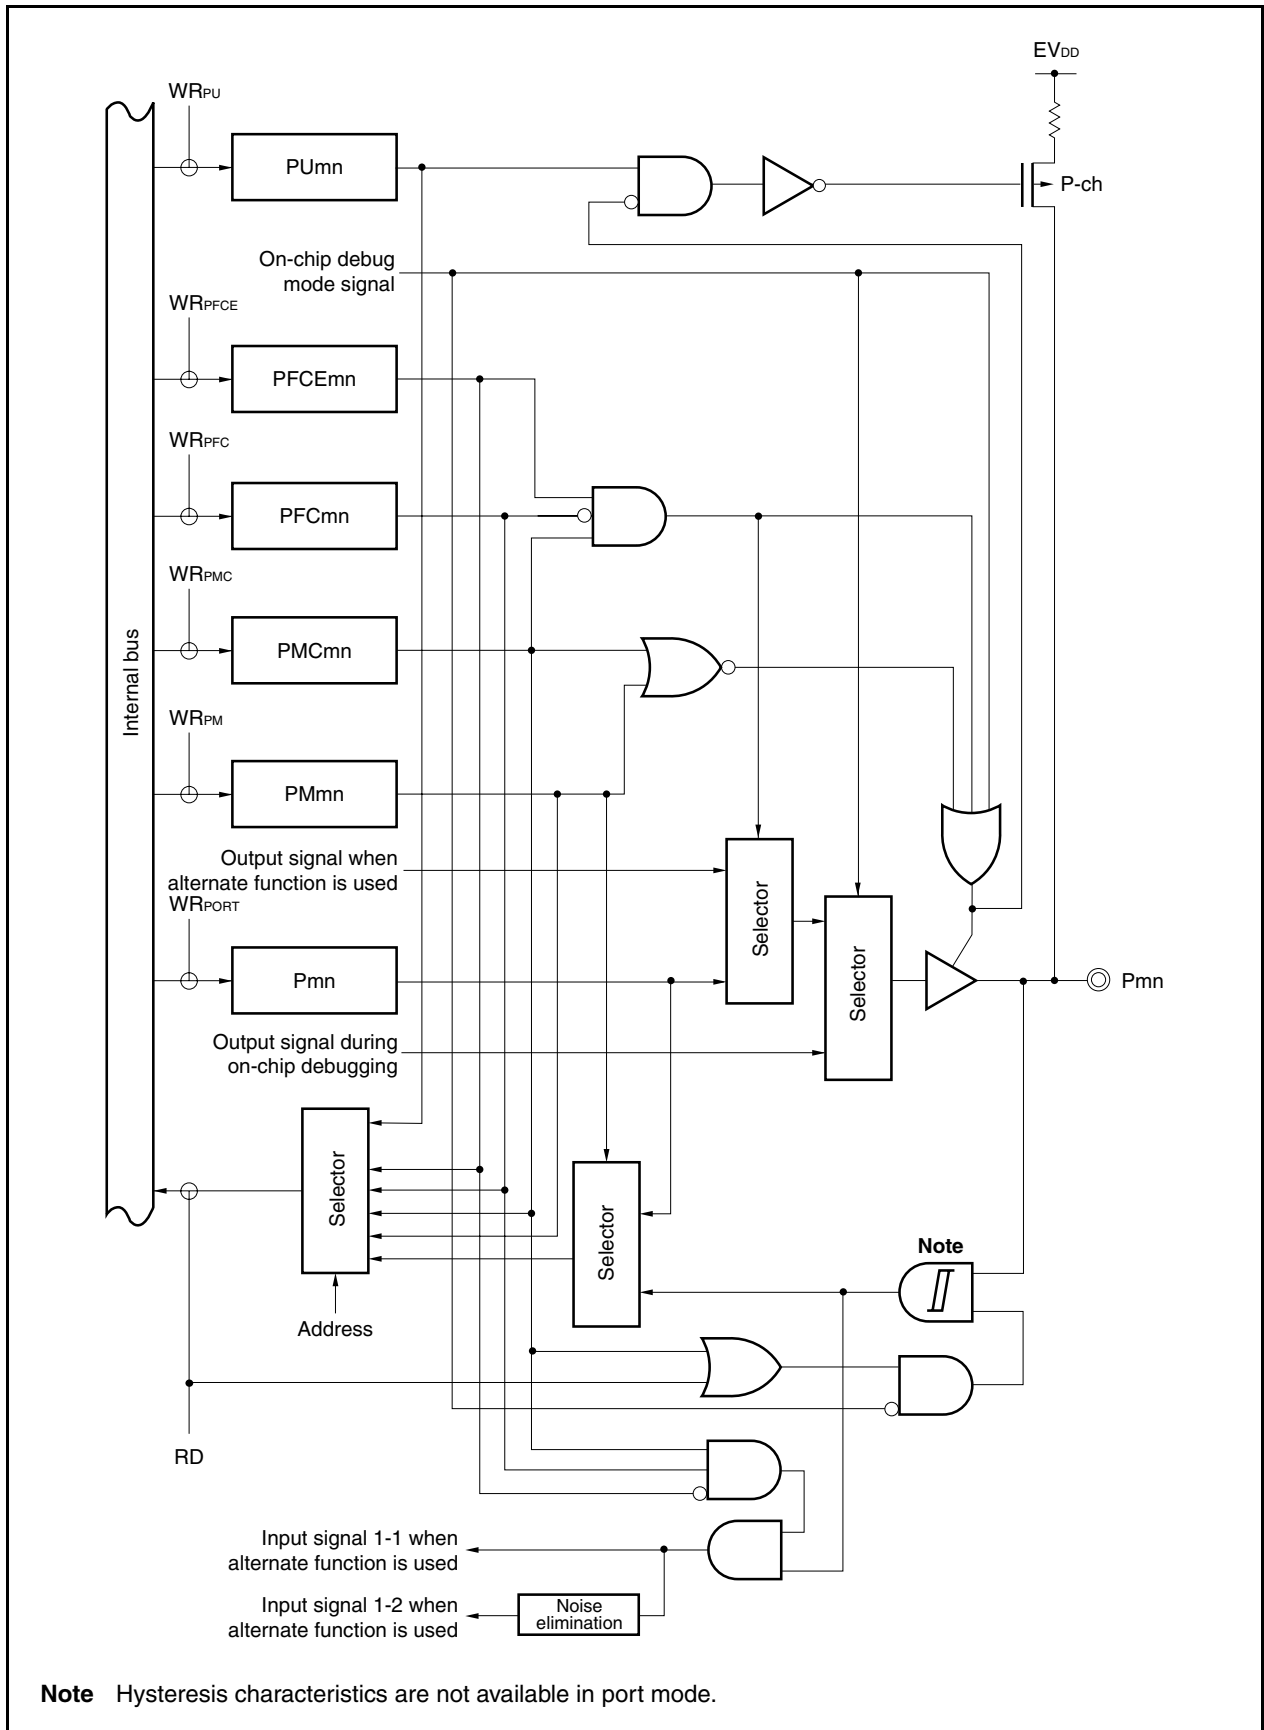 EVDD
WRPU
PUmn
P-ch
On-chip debug
mode signal
WRPFCE
PFCEmn
WRPFC
PFCmn
WRPMC
PMCmn
Internal bus
WRPM
PMmn
Output signal when
alternate function is used
WRPORT
Selector
Pmn
Selector
Pmn
Output signal during
on-chip debugging
Selector
Selector
Note
Address
RD
Input signal 1-1 when
alternate function is used
Input signal 1-2 when
alternate function is used
Noise
elimination
Note Hysteresis characteristics are not available in port mode.